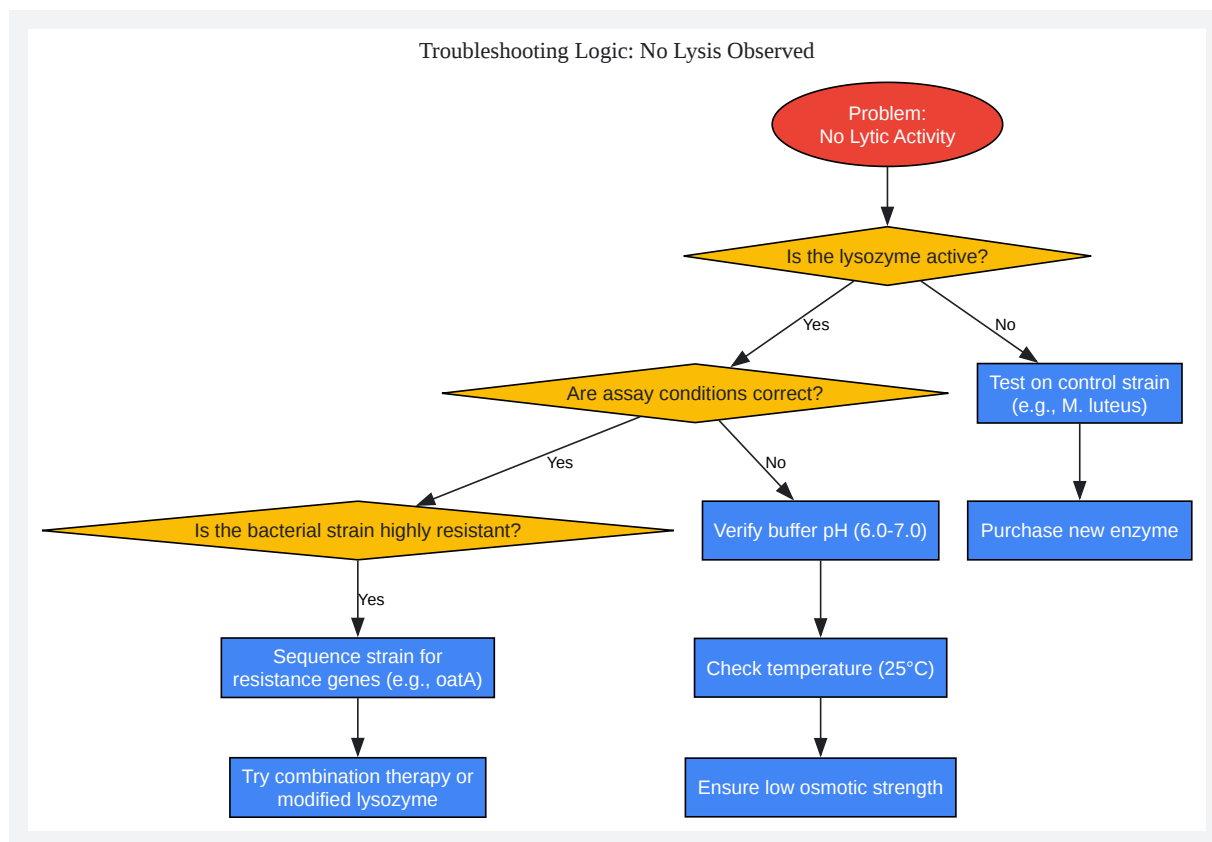 Troubleshooting Logic: No Lysis Observed
Problem:
No Lytic Activity
Is the lysozyme active?
Yes
No
Are assay conditions correct?
Test on control strain
(e.g., M. luteus)
Yes
No
Is the bacterial strain highly resistant?
Verify buffer pH (6.0-7.0)
Purchase new enzyme
Yes
Sequence strain for
resistance genes (e.g., oatA)
Check temperature (25°C)
Try combination therapy or
modified lysozyme
Ensure low osmotic strength